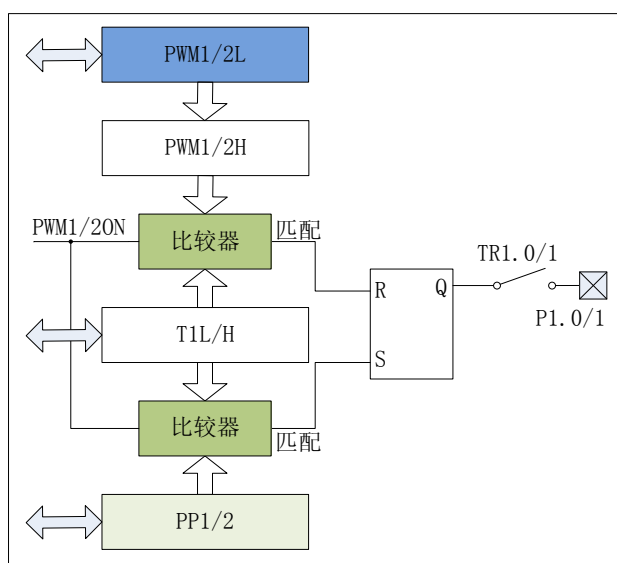 PWM1/2L
PWM1/2H
PWM1/2ON
比较器
匹配
TR1.0/1
R
Q
P1.0/1
T1L/H
S
比较器
匹配
PP1/2